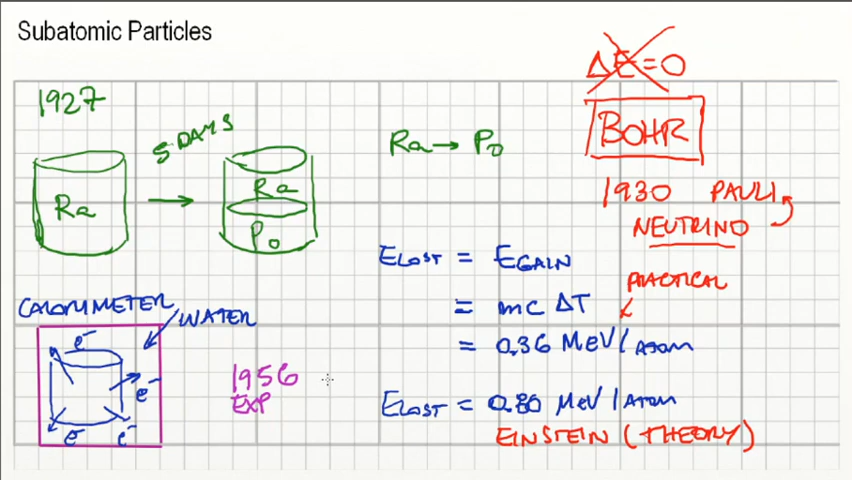 Subatomic Particles
1927
5 DAYS
Ra
Ra
Po
Ra → Po
ΔE = 0
BOHR
1930 PAULI
NEUTRINO
ELOST = EGAIN
= mc ΔT
PRACTICAL
= 0.36 MeV/ATOM
ELOST = 0.80 MeV/ATOM
EINSTEIN (THEORY)
CALORIMETER
WATER
e⁻
e⁻
e⁻
e⁻
1956
EXP